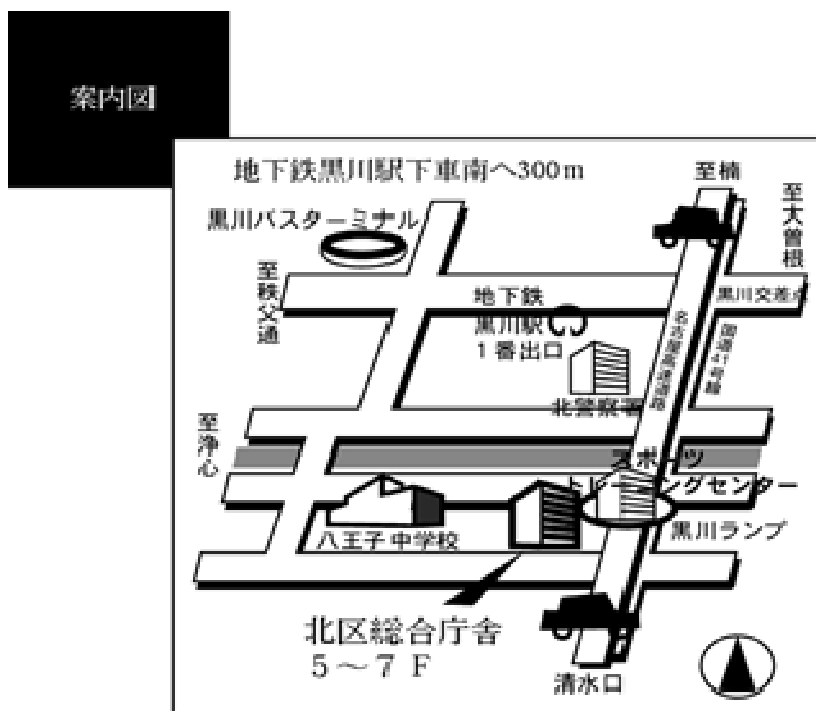 案内図
地下鉄黒川駅下車南へ300m
至楠
至大曽根
黒川バスターミナル
至秩父通
地下鉄
黒川駅
1番出口
黒川交差点
名古屋高速道路
国道41号線
北警察署
至浄心
スポーツ
トレーニングセンター
八王子中学校
黒川ランプ
北区総合庁舎
5～7F
清水口